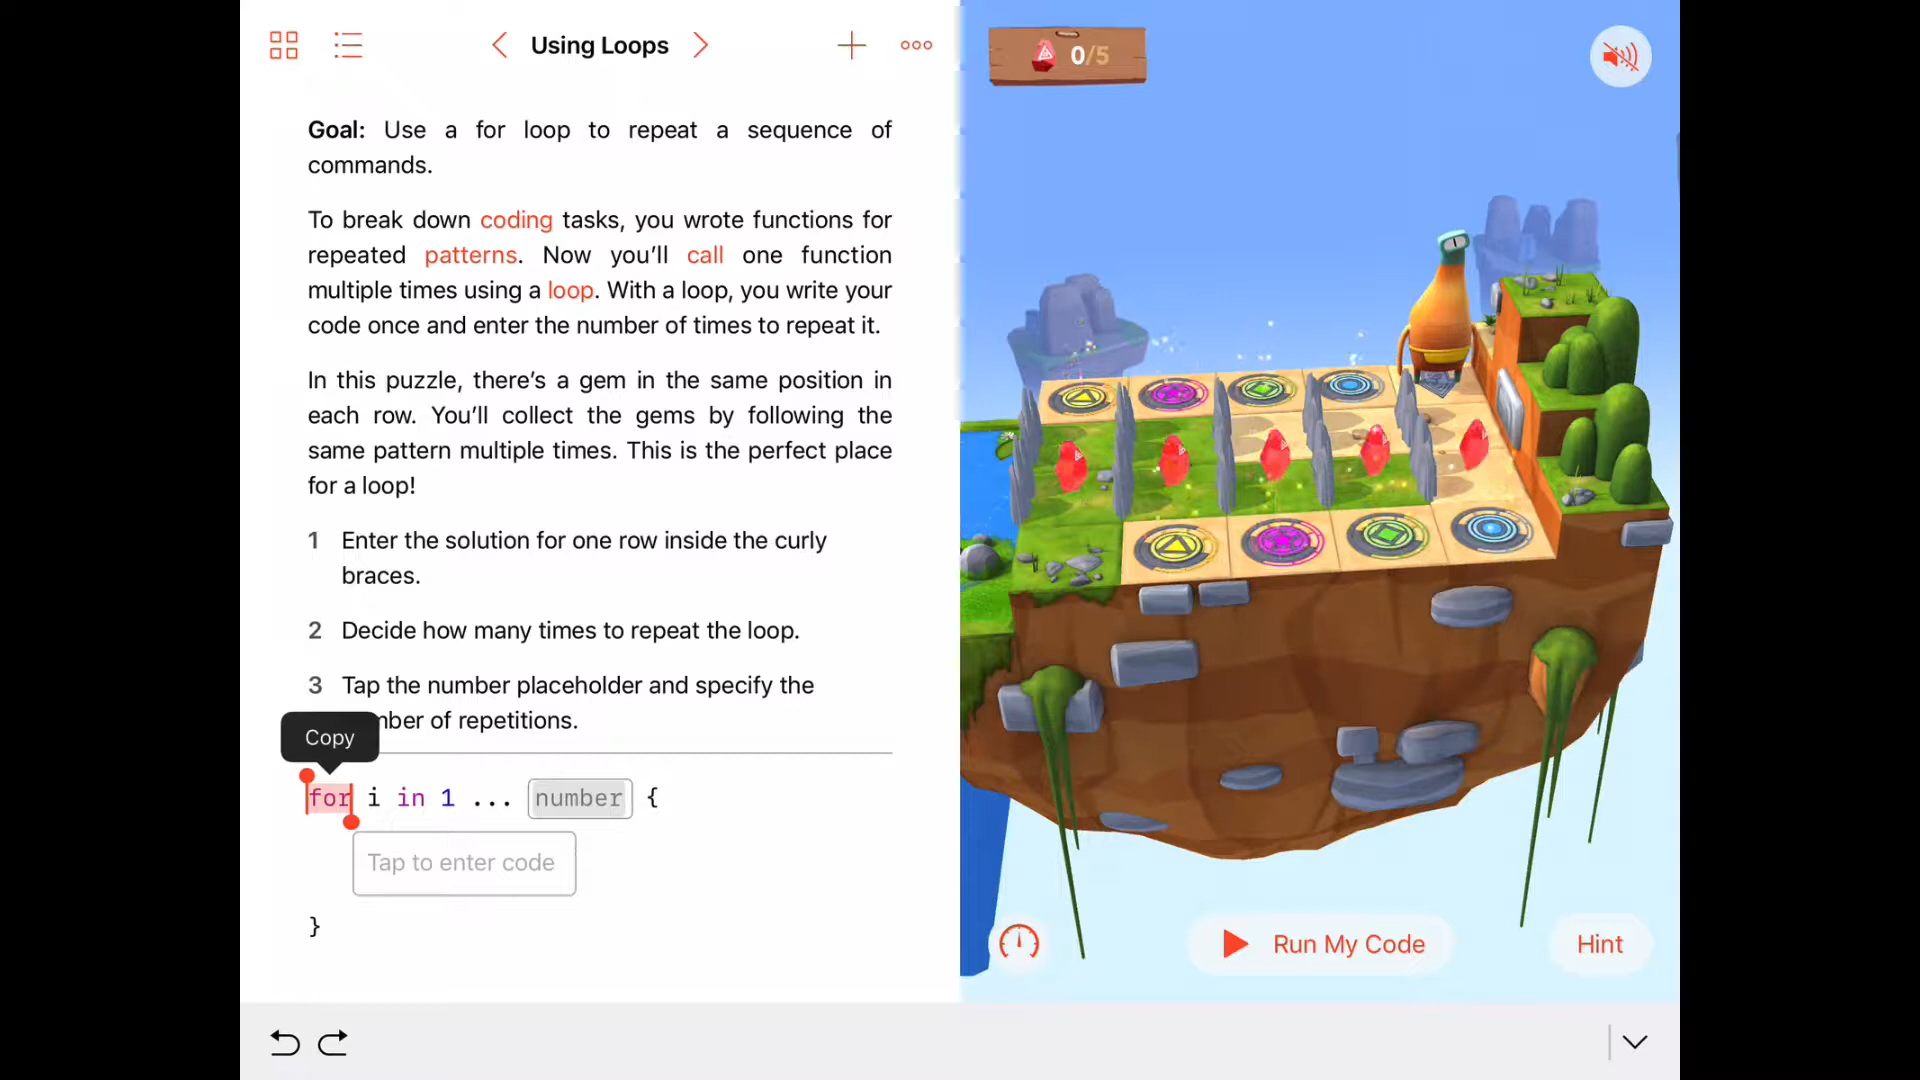 Using Loops
0/5
Goal: Use a for loop to repeat a sequence of
commands.
To break down coding tasks, you wrote functions for
repeated patterns. Now you’ll call one function
multiple times using a loop. With a loop, you write your
code once and enter the number of times to repeat it.
In this puzzle, there’s a gem in the same position in
each row. You’ll collect the gems by following the
same pattern multiple times. This is the perfect place
for a loop!
1 Enter the solution for one row inside the curly
braces.
2 Decide how many times to repeat the loop.
3 Tap the number placeholder and specify the
mber of repetitions.
Copy
for i in 1 ... number {
Tap to enter code
}
Run My Code
Hint